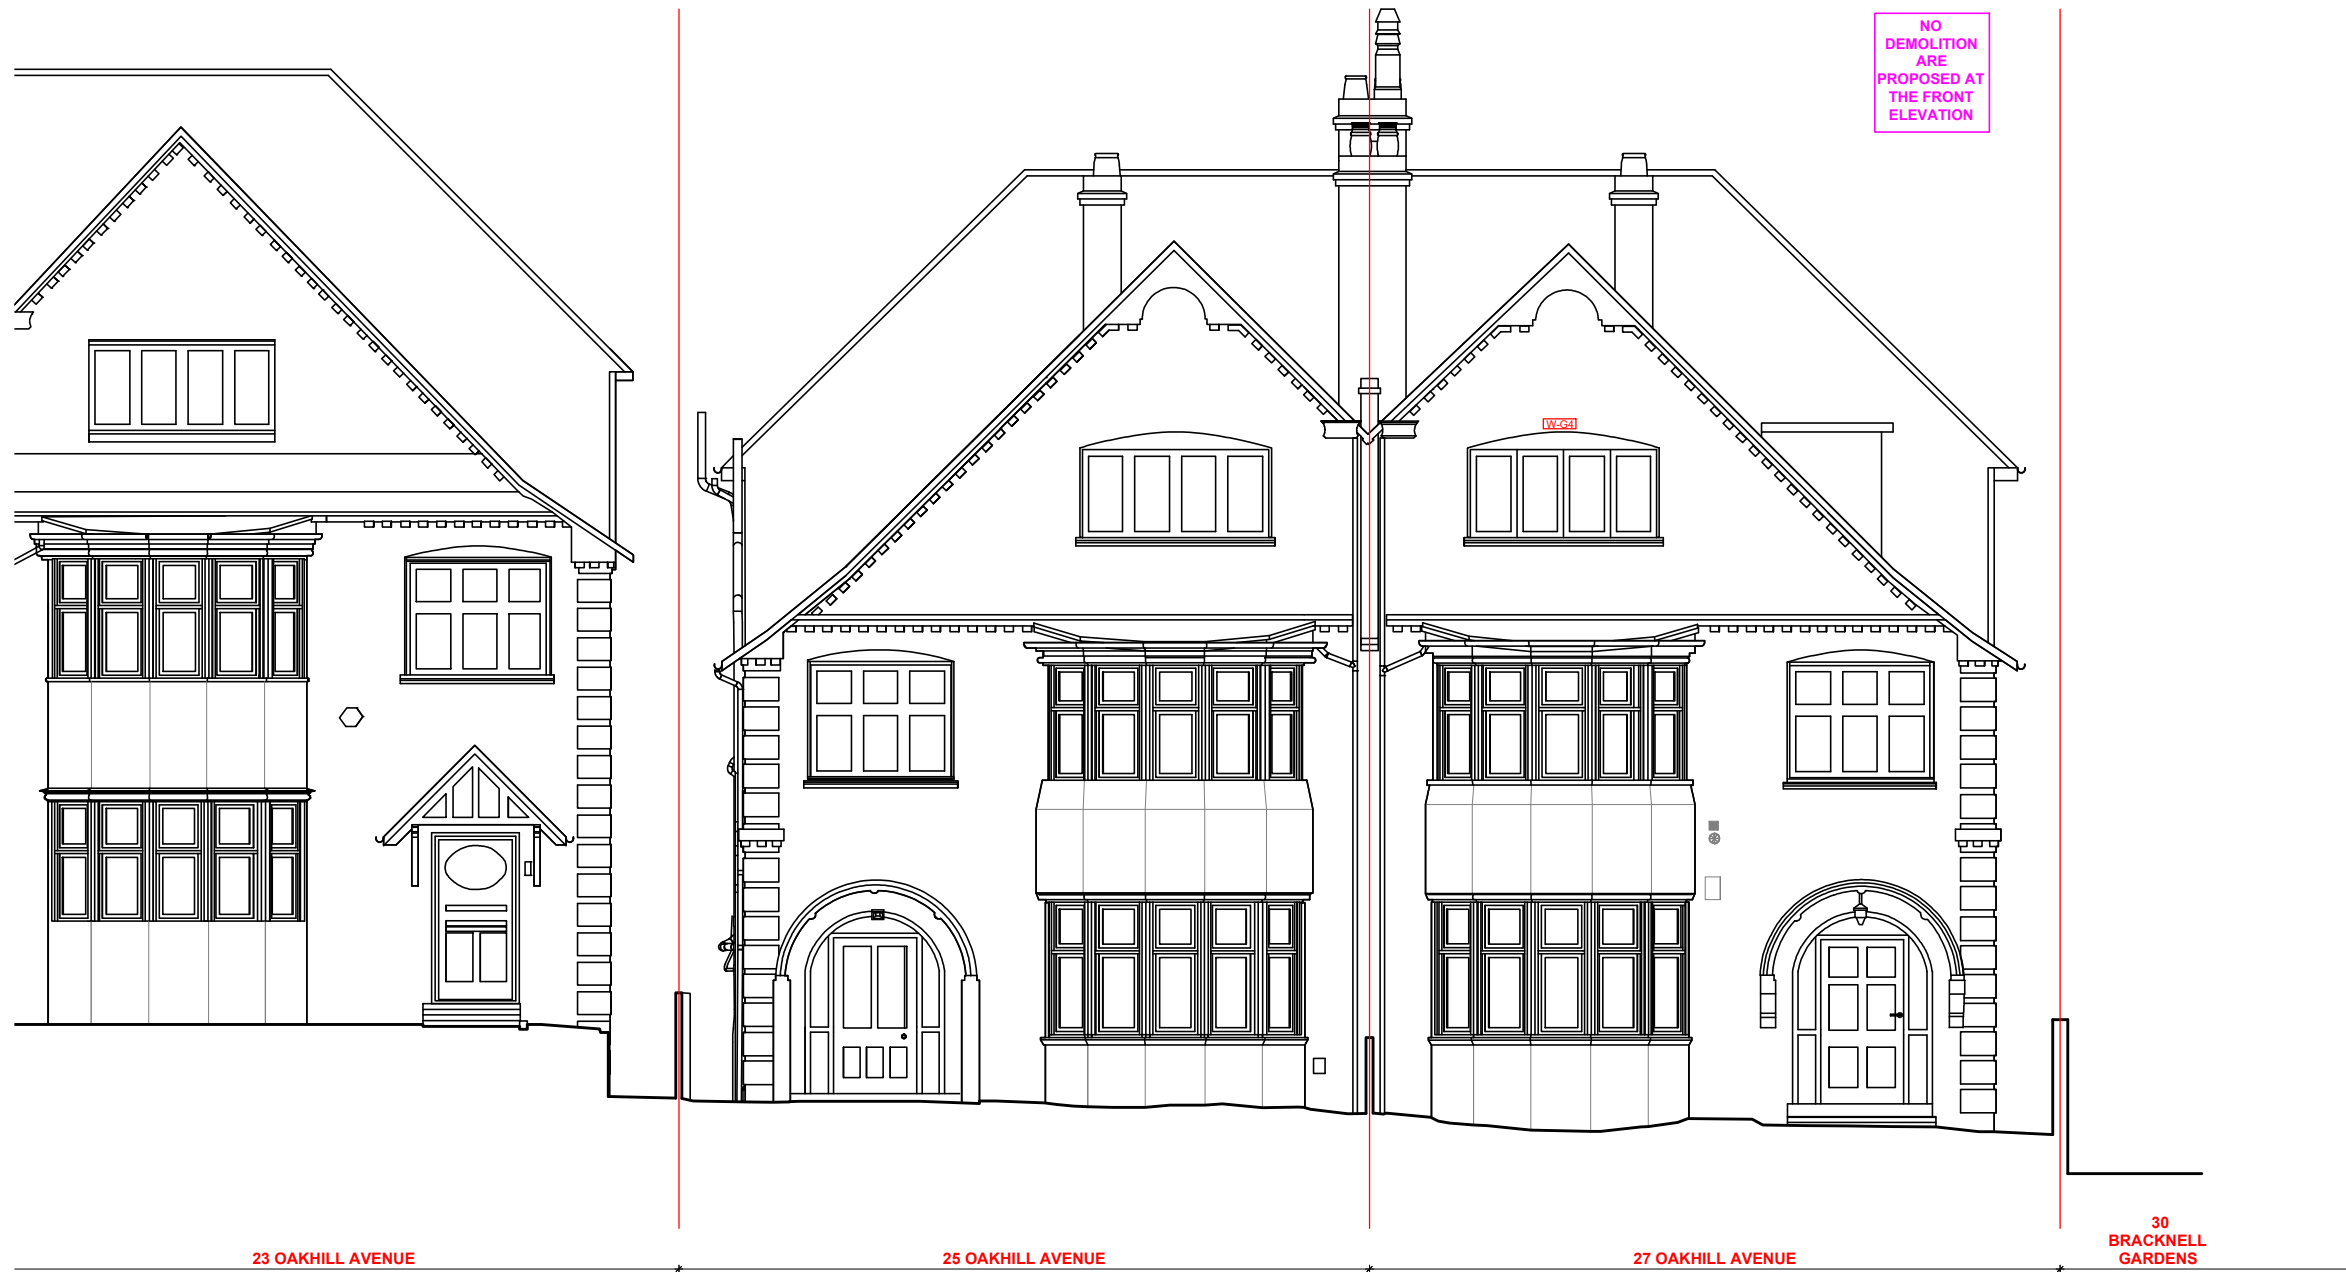 NO
DEMOLITION
ARE
PROPOSED AT
THE FRONT
ELEVATION
W-G4
23 OAKHILL AVENUE
25 OAKHILL AVENUE
27 OAKHILL AVENUE
30
BRACKNELL
GARDENS